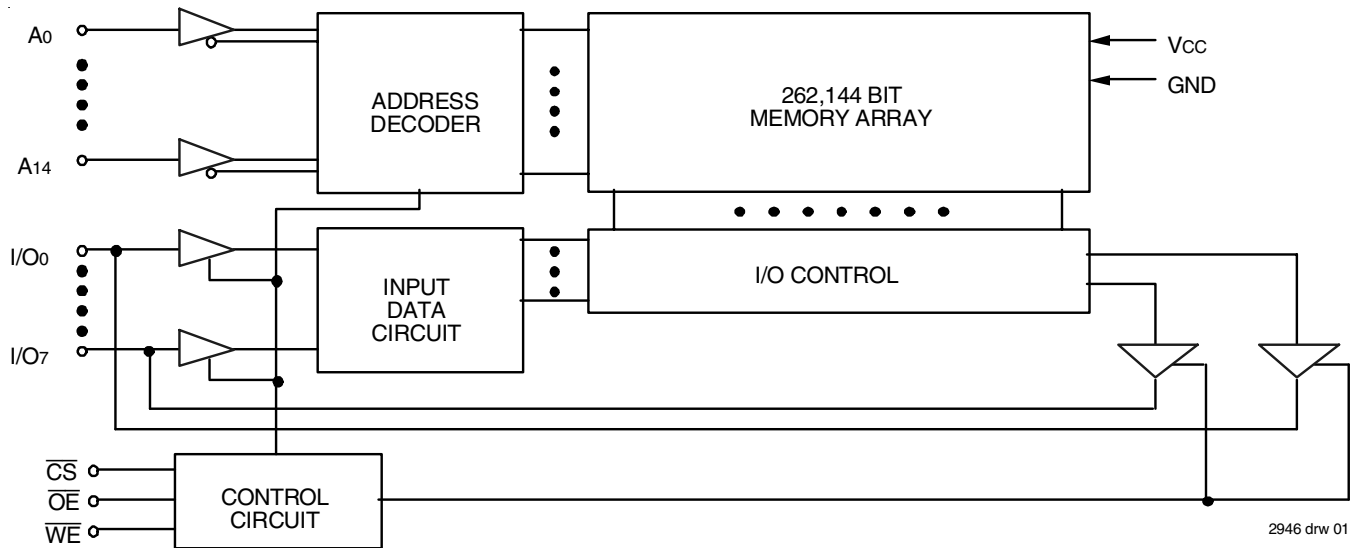 A0
ADDRESS
DECODER
262,144 BIT
MEMORY ARRAY
VCC
GND
A14
I/O0
INPUT
DATA
CIRCUIT
I/O CONTROL
I/O7
CS
OE
WE
CONTROL
CIRCUIT
2946 drw 01